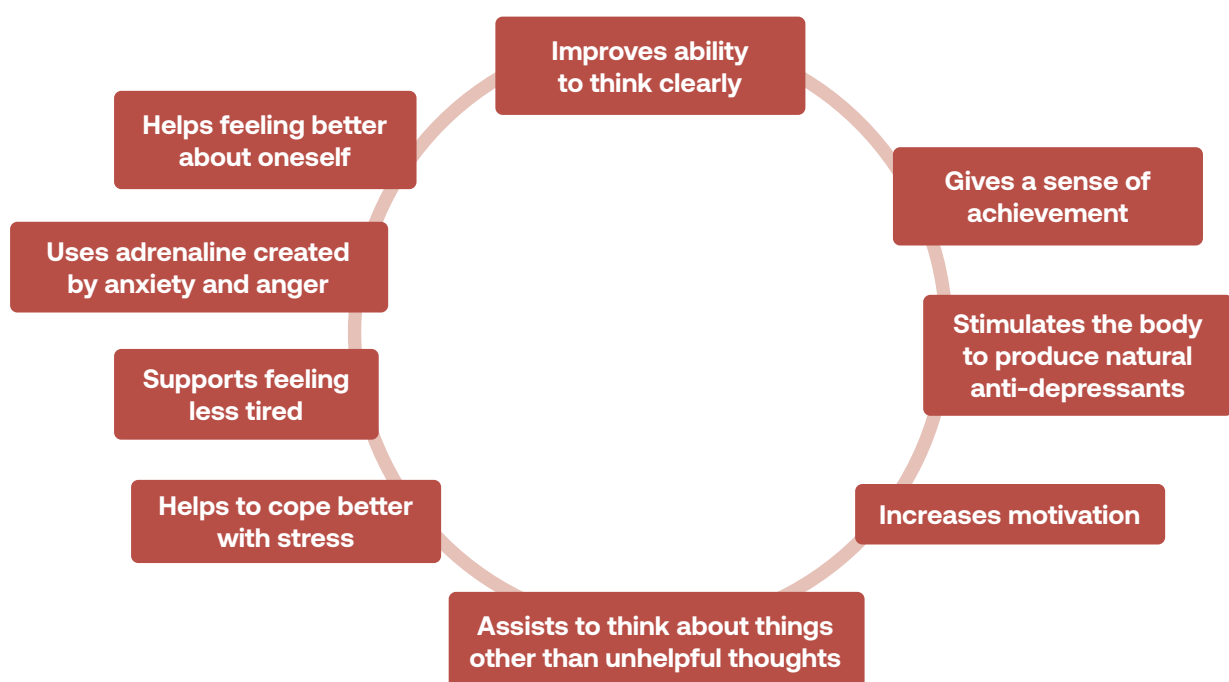 Improves ability
to think clearly
Gives a sense of
achievement
Stimulates the body
to produce natural
anti-depressants
Increases motivation
Assists to think about things
other than unhelpful thoughts
Helps to cope better
with stress
Supports feeling
less tired
Uses adrenaline created
by anxiety and anger
Helps feeling better
about oneself